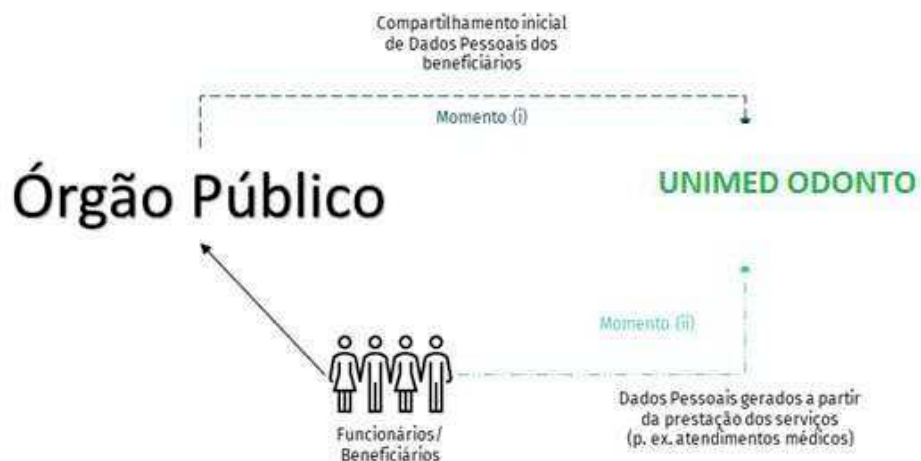 Compartilhamento inicial
de Dados Pessoais dos
beneficiários
Momento (i)
Órgão Público
UNIMED ODONTO
Momento (ii)
Funcionários/
Beneficiários
Dados Pessoais gerados a partir
da prestação dos serviços
(p. ex. atendimentos médicos)